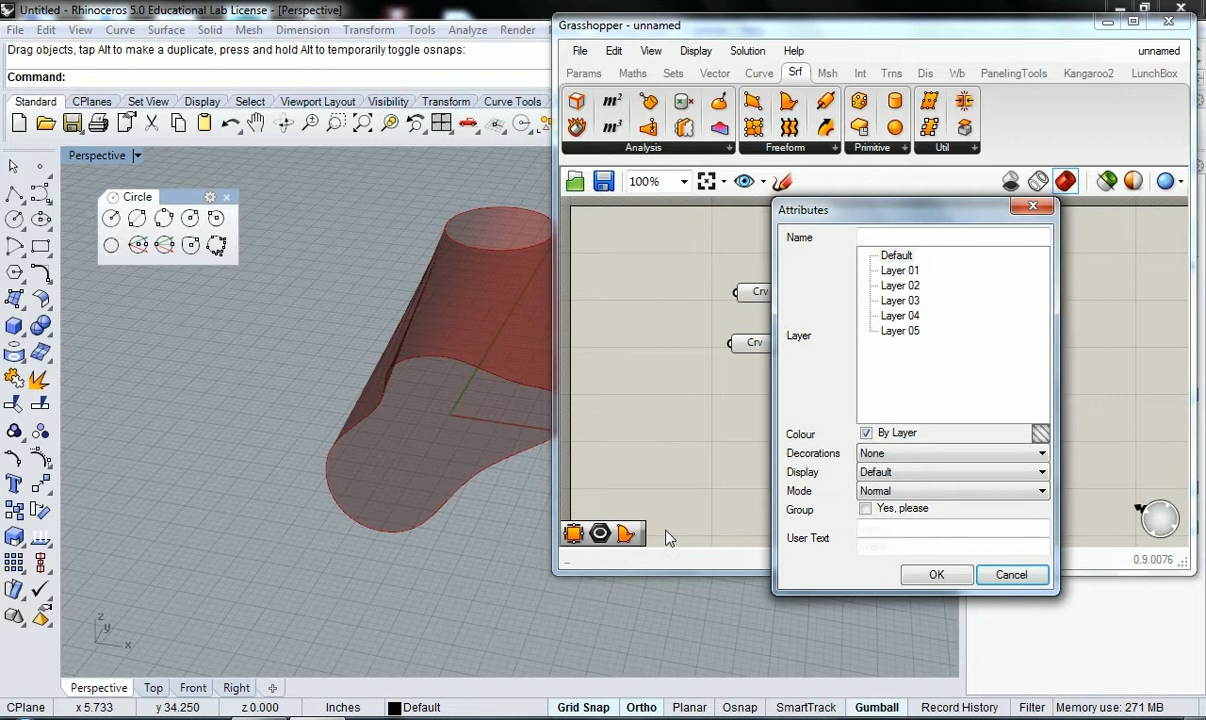 Untitled - Rhinoceros 5.0 Educational Lab License - [Perspective]
File Edit View Curve Surface Solid Mesh Dimension Transform Tools Analyze Render
Drag objects, tap Alt to make a duplicate, press and hold Alt to temporarily toggle osnaps:
Command:
Standard CPlanes Set View Display Select Viewport Layout Visibility Transform Curve Tools
Perspective
Circle
z
y
x
Perspective Top Front Right
CPlane x 5.733 y 34.250 z 0.000 Inches Default Grid Snap Ortho Planar Osnap SmartTrack Gumball Record History Filter Memory use: 271 MB
Grasshopper - unnamed
File Edit View Display Solution Help unnamed
Params Maths Sets Vector Curve Srf Msh Int Trns Dis Wb PanelingTools Kangaroo2 LunchBox
m²
m³
Analysis Freeform Primitive Util
100%
Crv
Crv
0.9.0076
Attributes
Name
Default
Layer 01
Layer 02
Layer 03
Layer 04
Layer 05
Layer
Colour By Layer
Decorations None
Display Default
Mode Normal
Group Yes, please
User Text
OK Cancel